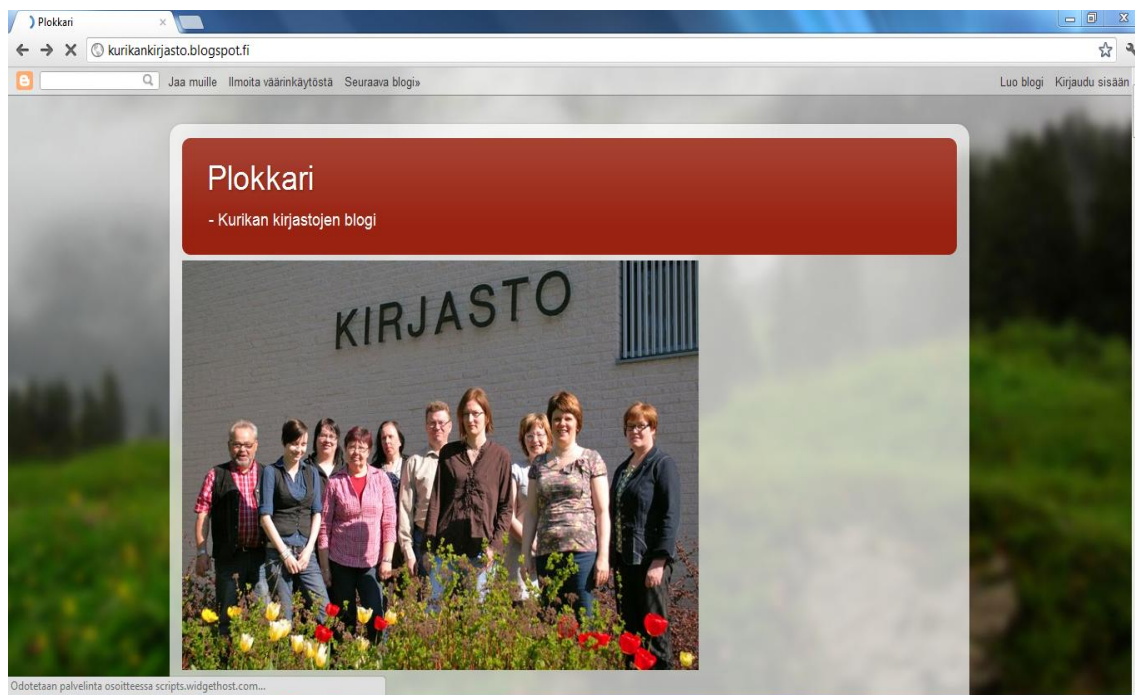 Plokkari
kurikankirjasto.blogspot.fi
Jaa muille Ilmoita väärinkäytöstä Seuraava blogi» Luo blogi Kirjaudu sisään
Plokkari
- Kurikan kirjastojen blogi
KIRJASTO
Odotetaan palvelinta osoitteessa scripts.widgethost.com...